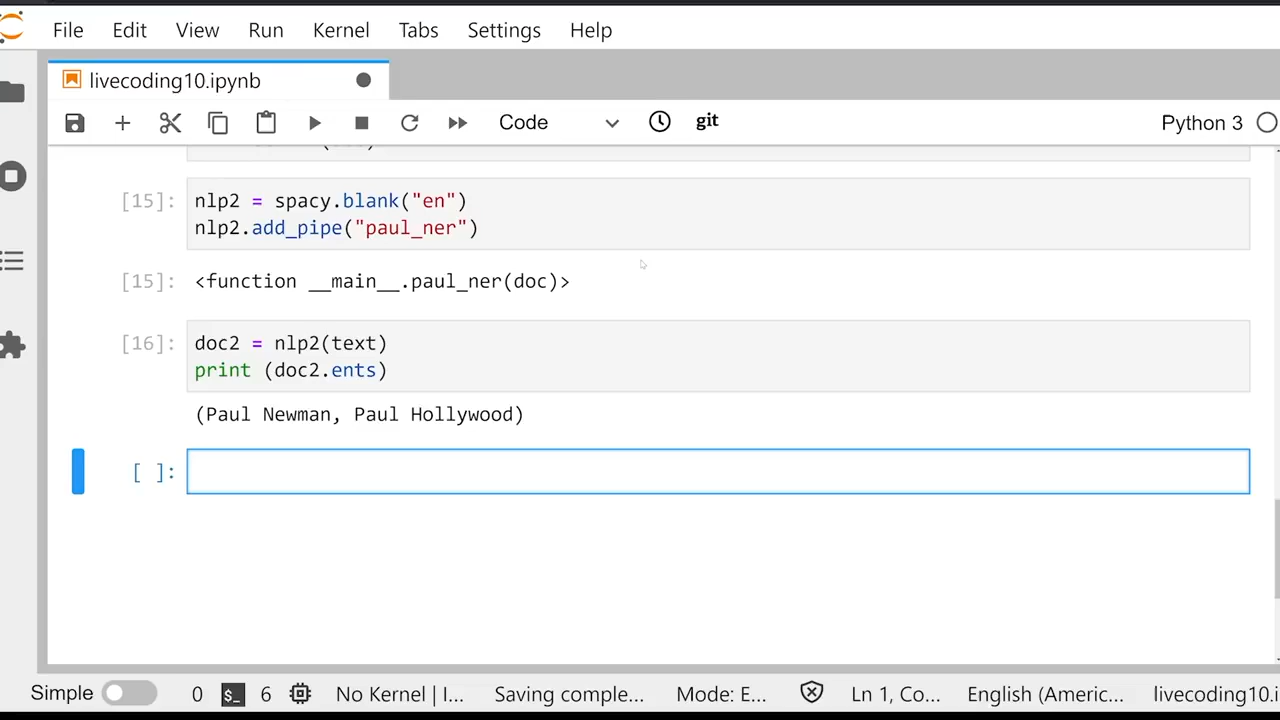 File Edit View Run Kernel Tabs Settings Help
livecoding10.ipynb
Code git Python 3
[15]: nlp2 = spacy.blank("en")
nlp2.add_pipe("paul_ner")
[15]: <function __main__.paul_ner(doc)>
[16]: doc2 = nlp2(text)
print (doc2.ents)
(Paul Newman, Paul Hollywood)
[ ]:
Simple 0 $_ 6 No Kernel | I... Saving comple... Mode: E... Ln 1, Co... English (Americ... livecoding10.i